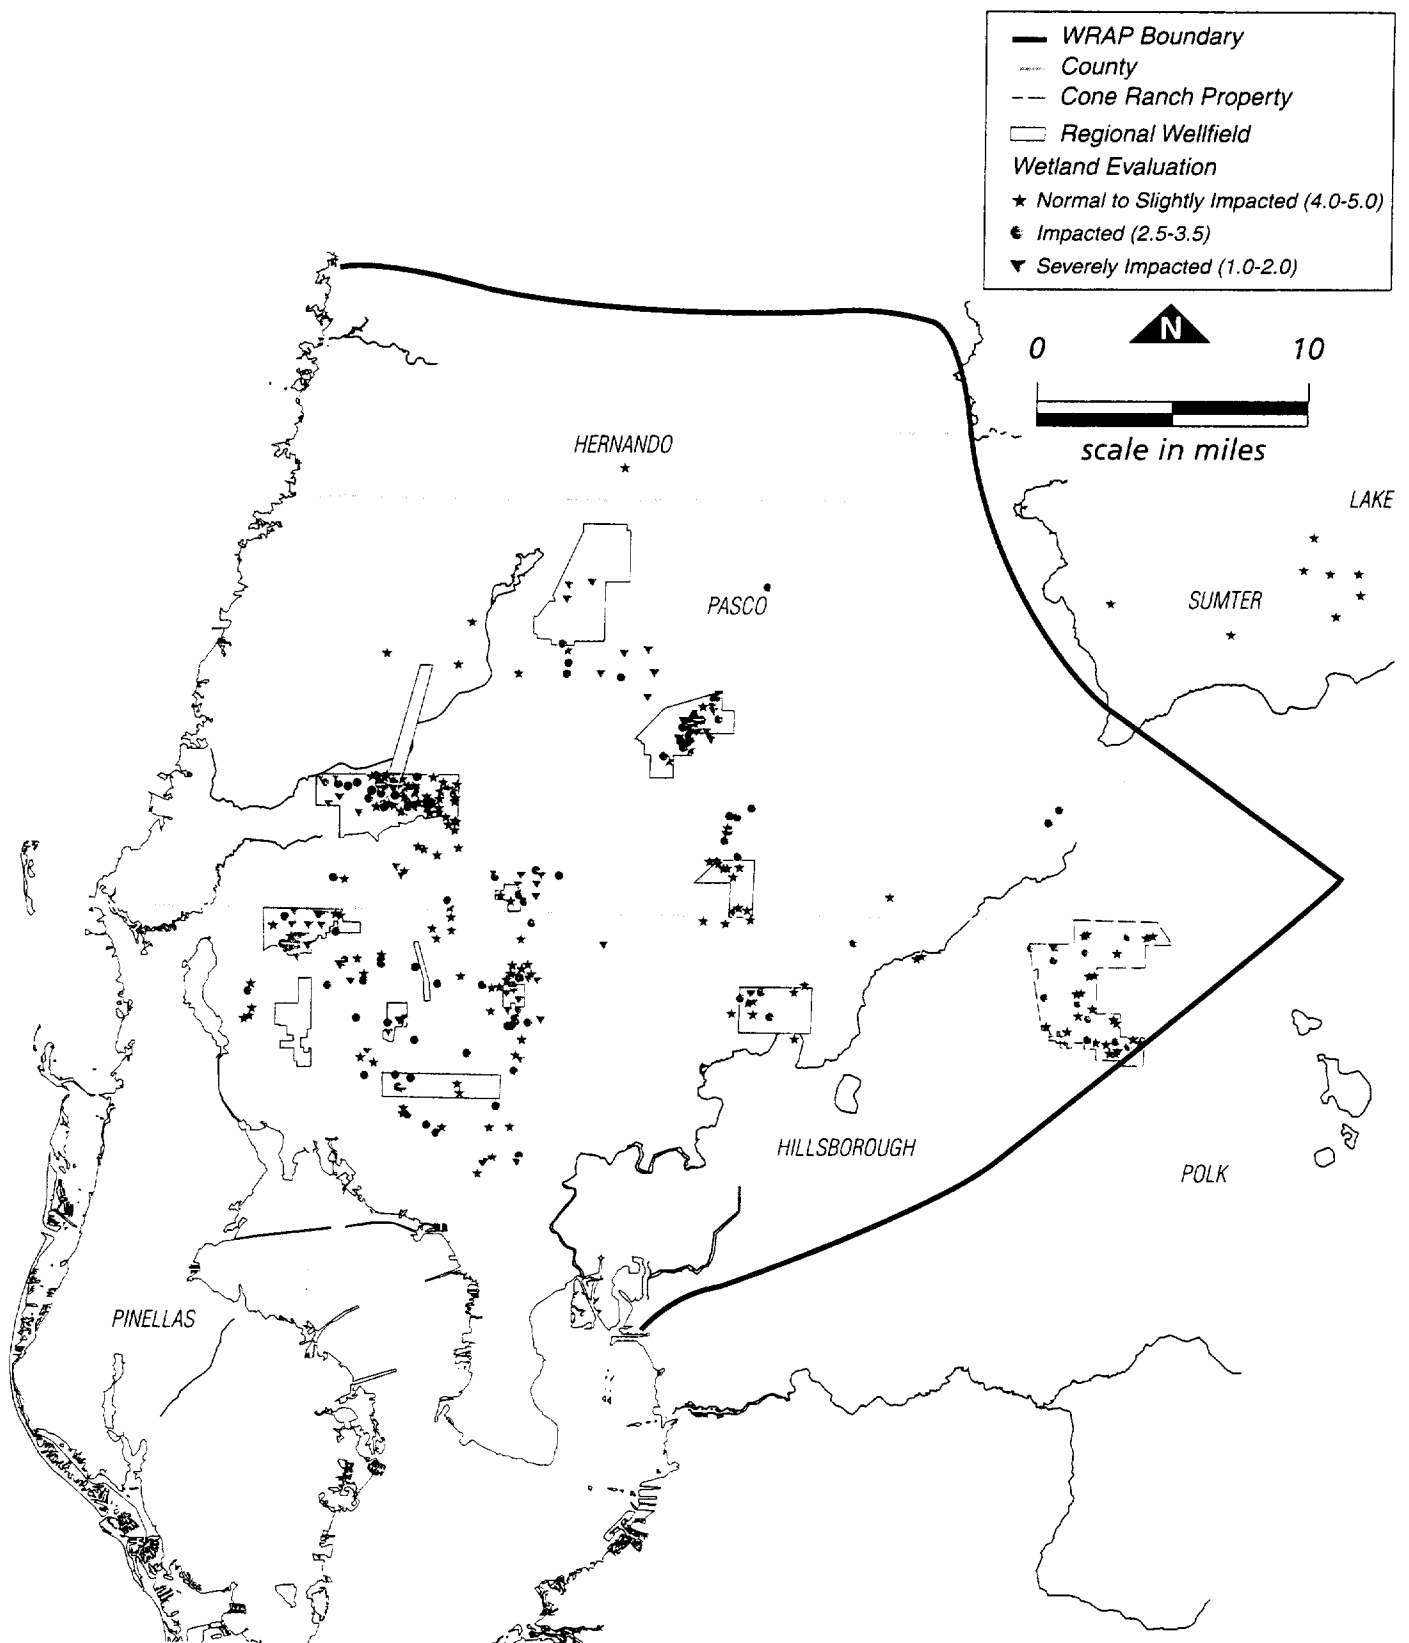 WRAP Boundary
County
Cone Ranch Property
Regional Wellfield
Wetland Evaluation
Normal to Slightly Impacted (4.0-5.0)
Impacted (2.5-3.5)
Severely Impacted (1.0-2.0)
N
0 10
scale in miles
HERNANDO
LAKE
PASCO
SUMTER
HILLSBOROUGH
POLK
PINELLAS